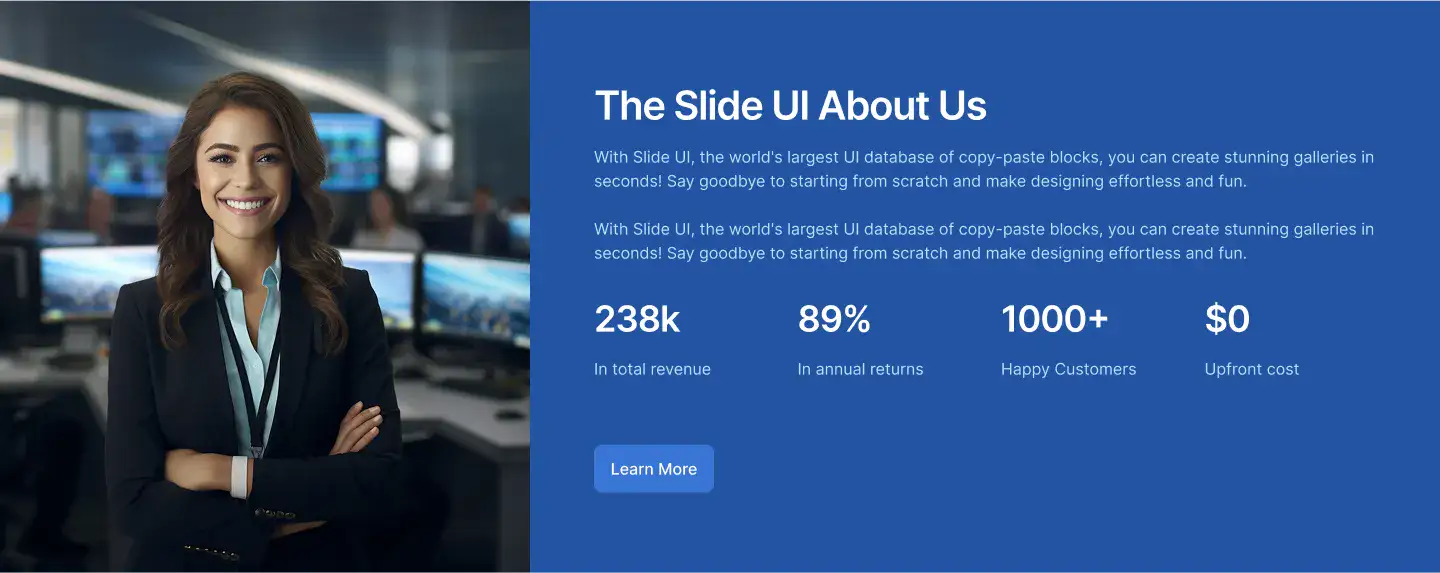 The Slide UI About Us
With Slide UI, the world's largest UI database of copy-paste blocks, you can create stunning galleries in
seconds! Say goodbye to starting from scratch and make designing effortless and fun.
With Slide UI, the world's largest UI database of copy-paste blocks, you can create stunning galleries in
seconds! Say goodbye to starting from scratch and make designing effortless and fun.
238k
In total revenue
89%
In annual returns
1000+
Happy Customers
$0
Upfront cost
Learn More